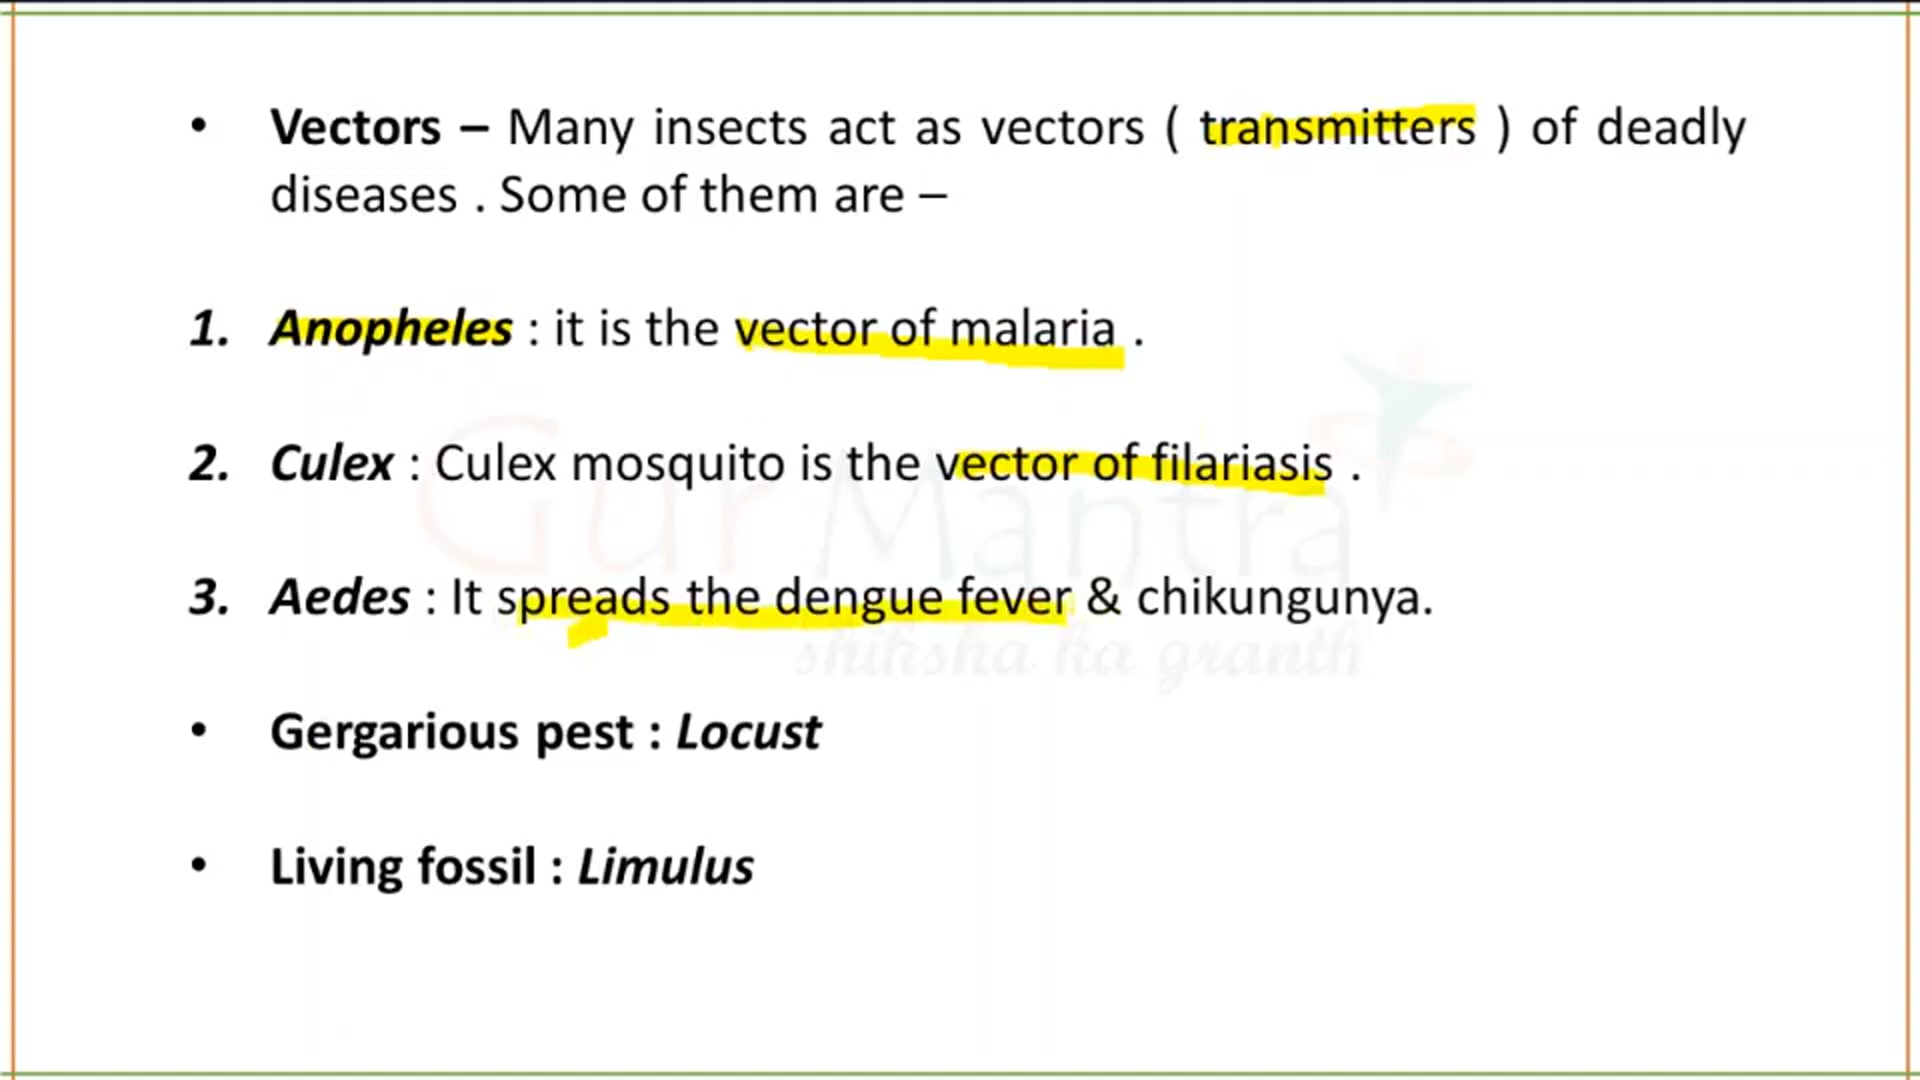 • Vectors – Many insects act as vectors ( transmitters ) of deadly
diseases . Some of them are –
1. Anopheles : it is the vector of malaria .
2. Culex : Culex mosquito is the vector of filariasis .
3. Aedes : It spreads the dengue fever & chikungunya.
• Gergarious pest : Locust
• Living fossil : Limulus
Gur Mantra
shiksha ka granth